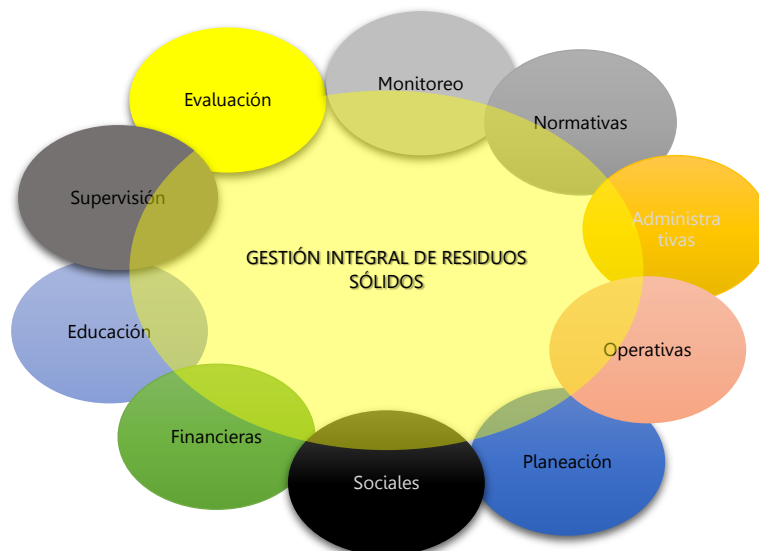 Monitoreo
Evaluación
Normativas
Supervisión
Administra
tivas
GESTIÓN INTEGRAL DE RESIDUOS
SÓLIDOS
Educación
Operativas
Financieras
Planeación
Sociales